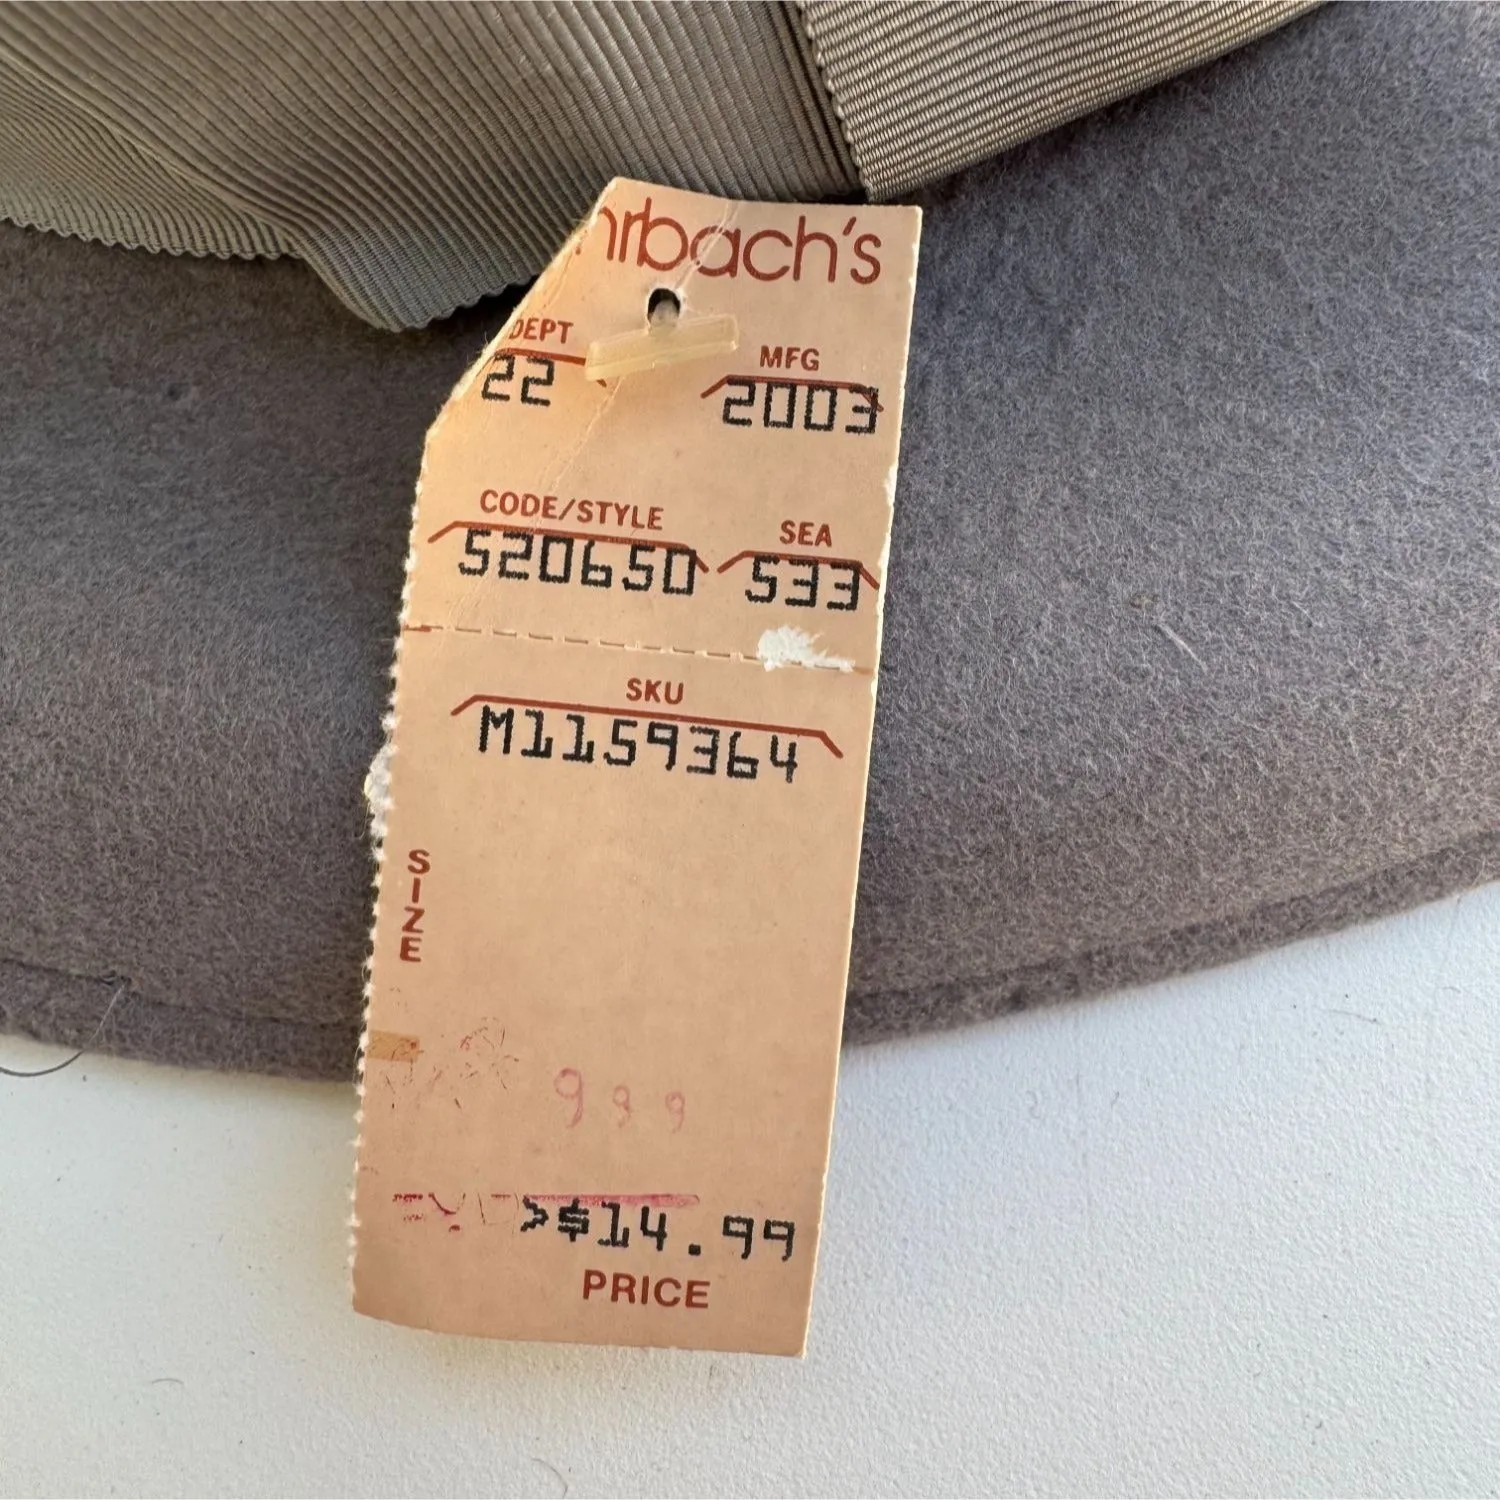 hrbach's
DEPT MFG
22 2003
CODE/STYLE SEA
520650 533
SKU
M1159364
SIZE
999
>$14.99
PRICE